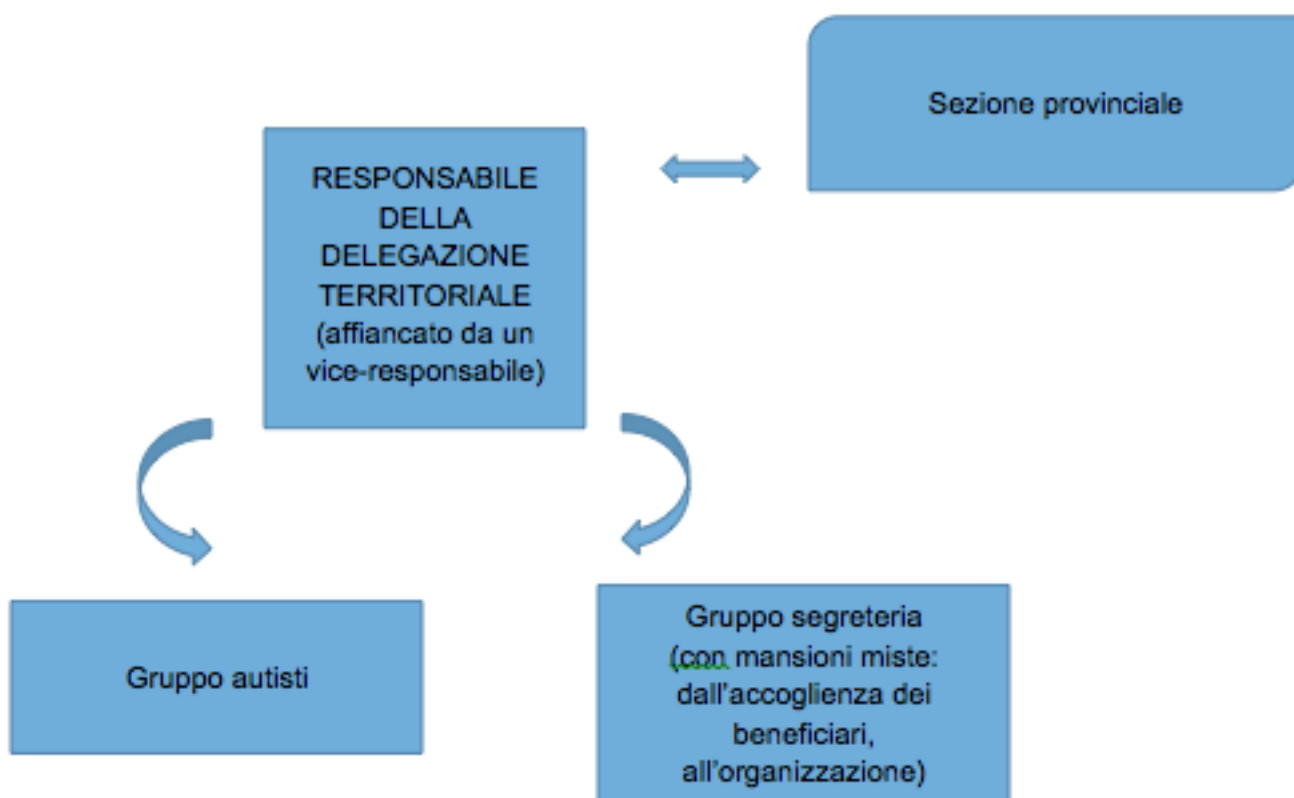 Sezione provinciale
RESPONSABILE
DELLA
DELEGAZIONE
TERRITORIALE
(affiancato da un
vice-responsabile)
Gruppo autisti
Gruppo segreteria
(con mansioni miste:
dall'accoglienza dei
beneficiari,
all'organizzazione)